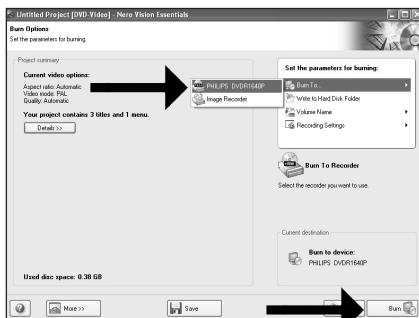 Untitled Project [DVD-Video] - Nero Vision Essentials
Burn Options
Set the parameters for burning.
Project summary
Current video options:
Aspect ratio: Automatic
Video mode: PAL
Quality: Automatic
Your project contains 3 titles and 1 menu.
Details >>
Used disc space: 0.38 GB
PHILIPS DVDR1640P
Image Recorder
Set the parameters for burning:
Burn To...
Write to Hard Disk Folder
Volume Name
Recording Settings
Burn To Recorder
Select the recorder you want to use.
Current destination
Burn to device:
PHILIPS DVDR1640P
More >>
Save
Burn